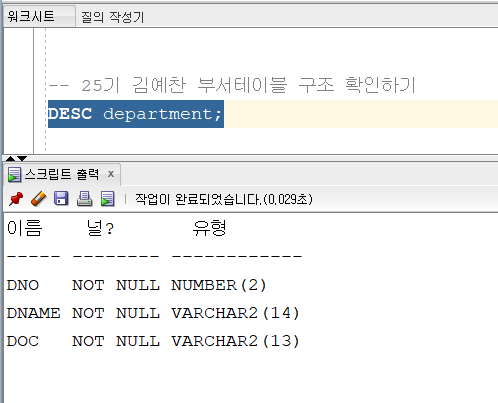 워크시트 질의 작성기
-- 25기 김예찬 부서테이블 구조 확인하기
DESC department;
스크립트 출력 x
작업이 완료되었습니다.(0,029초)
이름 널? 유형
----- -------- ------------
DNO NOT NULL NUMBER(2)
DNAME NOT NULL VARCHAR2(14)
DOC NOT NULL VARCHAR2(13)